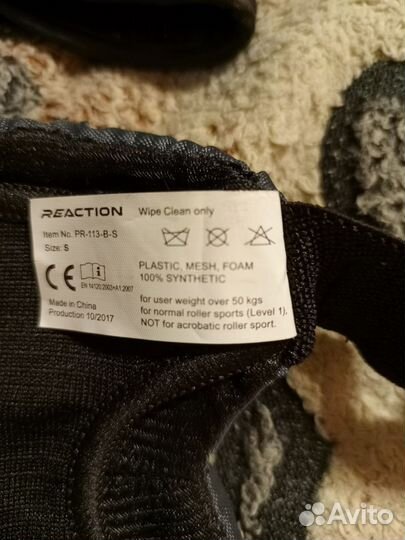 REACTION
Wipe Clean only
Item No. PR-113-B-S
Size: S
PLASTIC, MESH, FOAM
100% SYNTHETIC
CE
EN 14120:2003+A1:2007
for user weight over 50 kgs
for normal roller sports (Level 1).
NOT for acrobatic roller sport.
Made in China
Production 10/2017
Avito